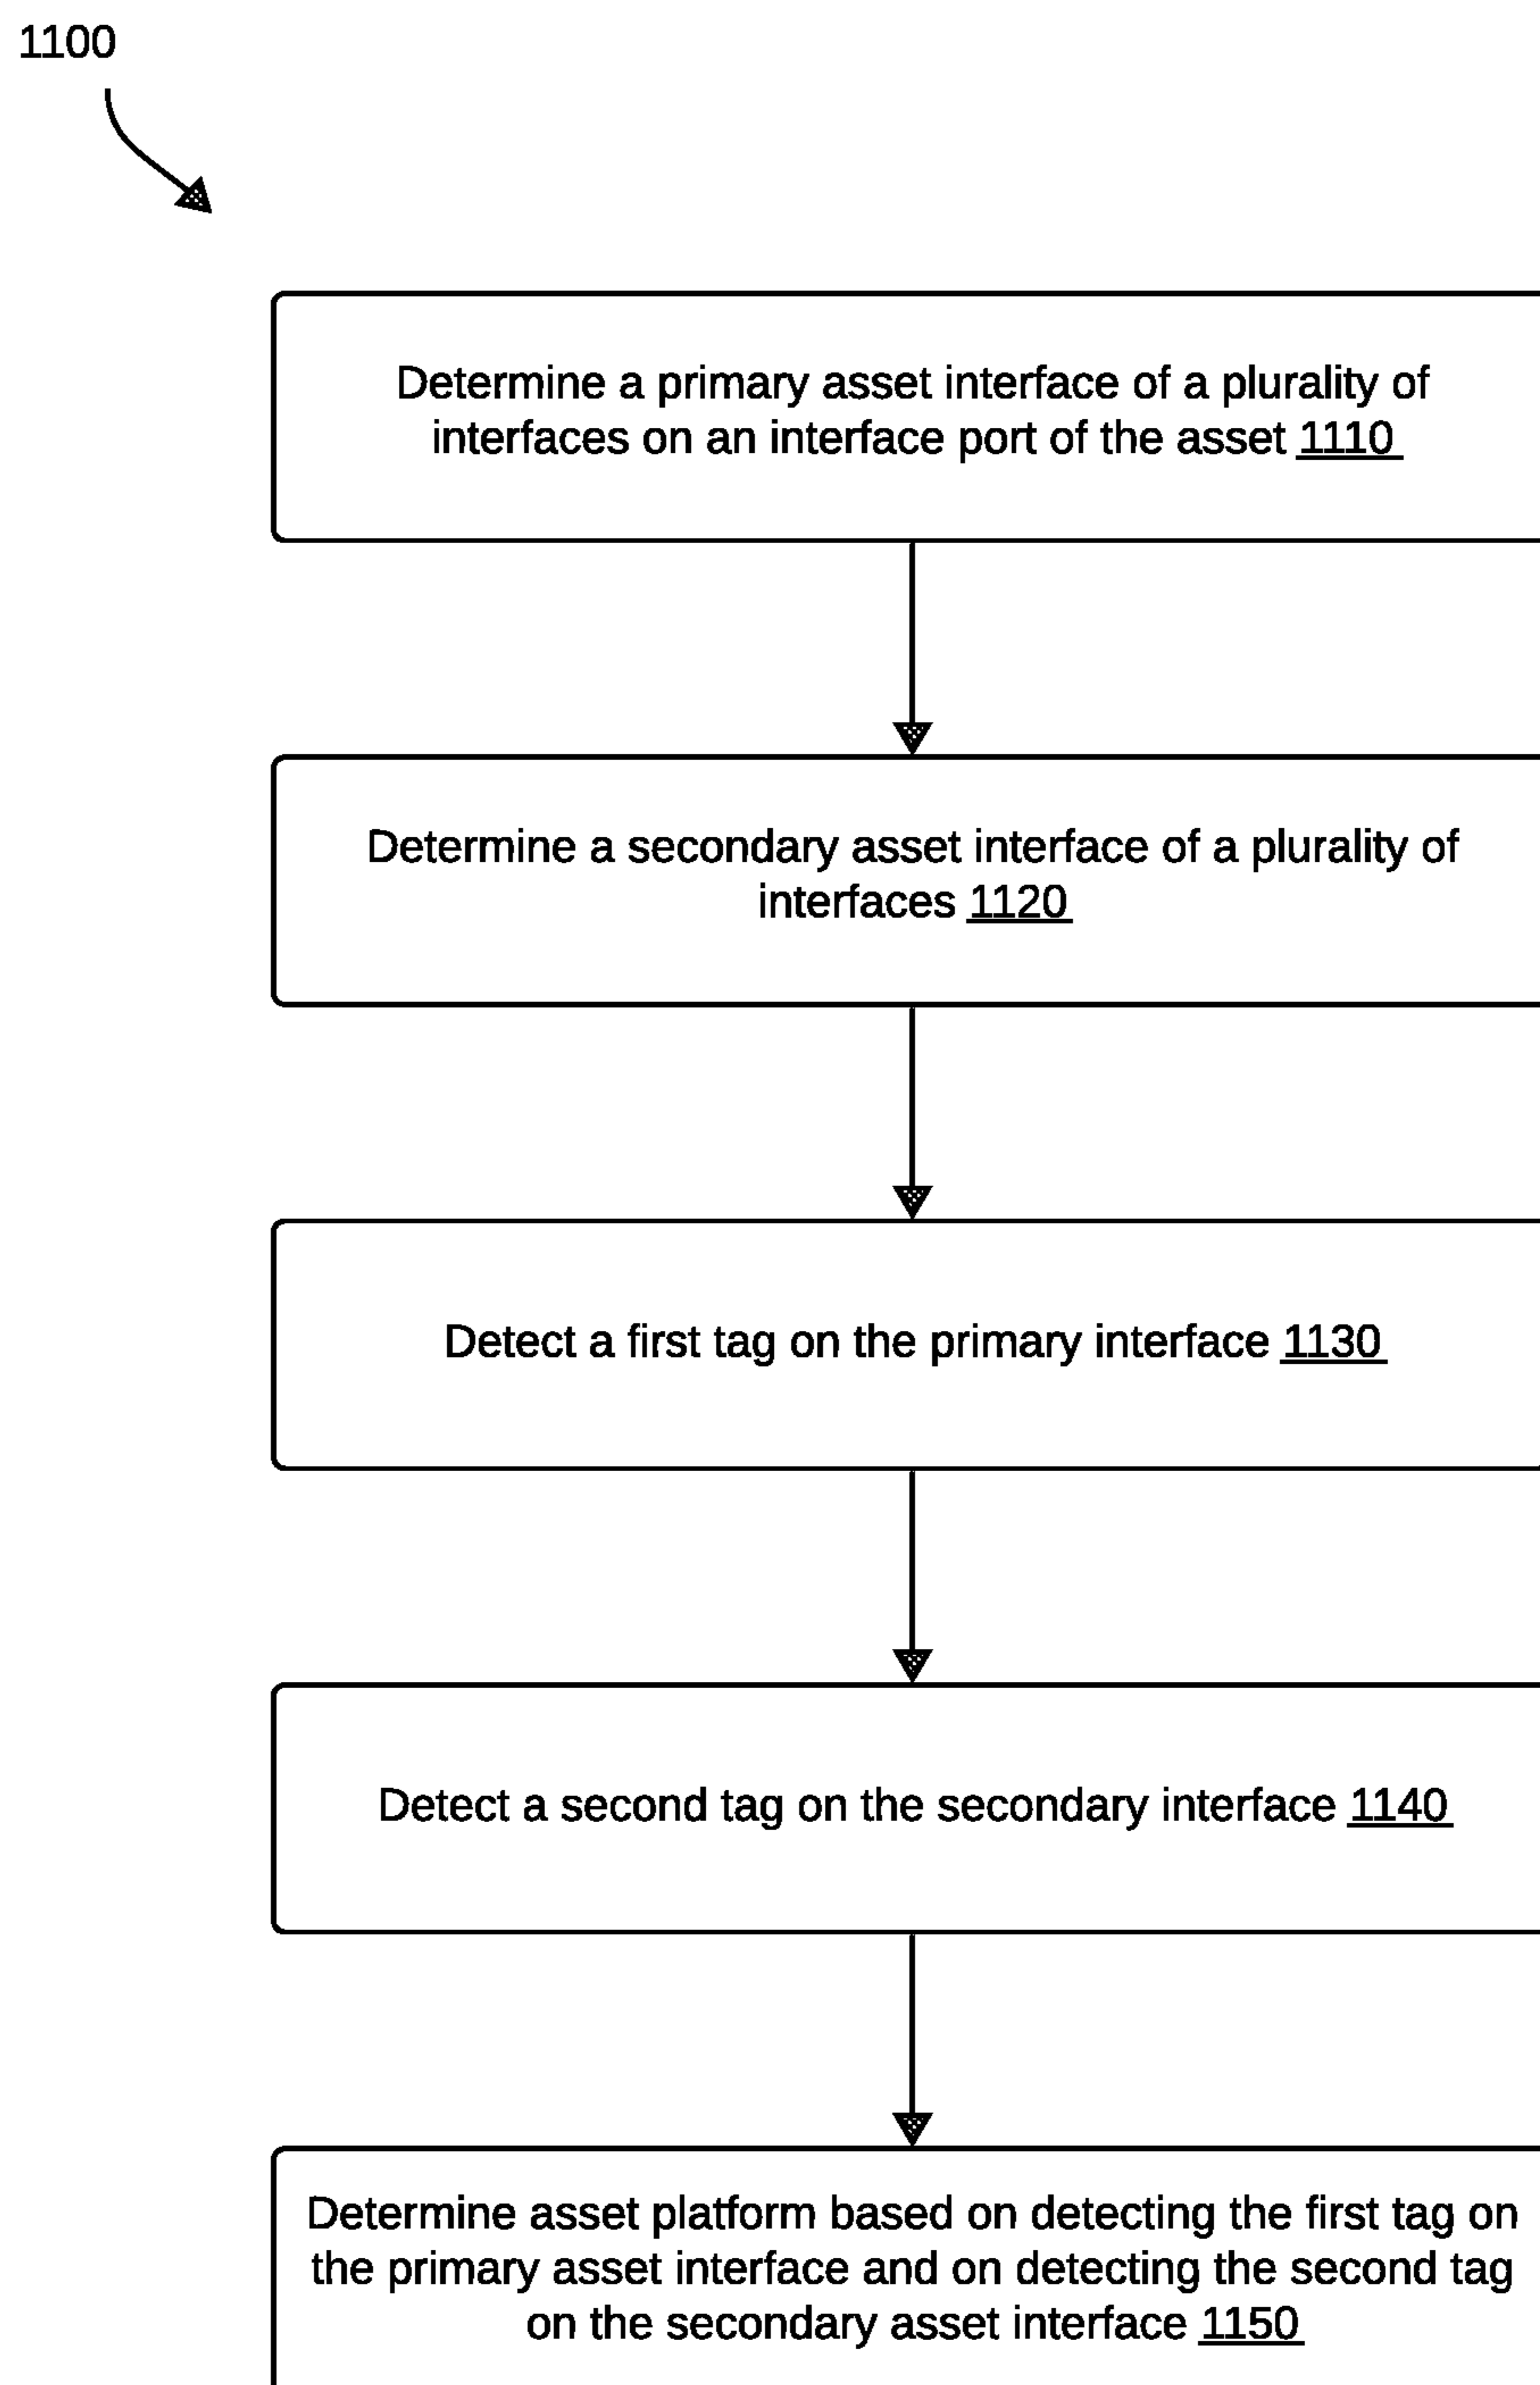 1100
Determine a primary asset interface of a plurality of
interfaces on an interface port of the asset 1110
Determine a secondary asset interface of a plurality of
interfaces 1120
Detect a first tag on the primary interface 1130
Detect a second tag on the secondary interface 1140
Determine asset platform based on detecting the first tag on
the primary asset interface and on detecting the second tag
on the secondary asset interface 1150